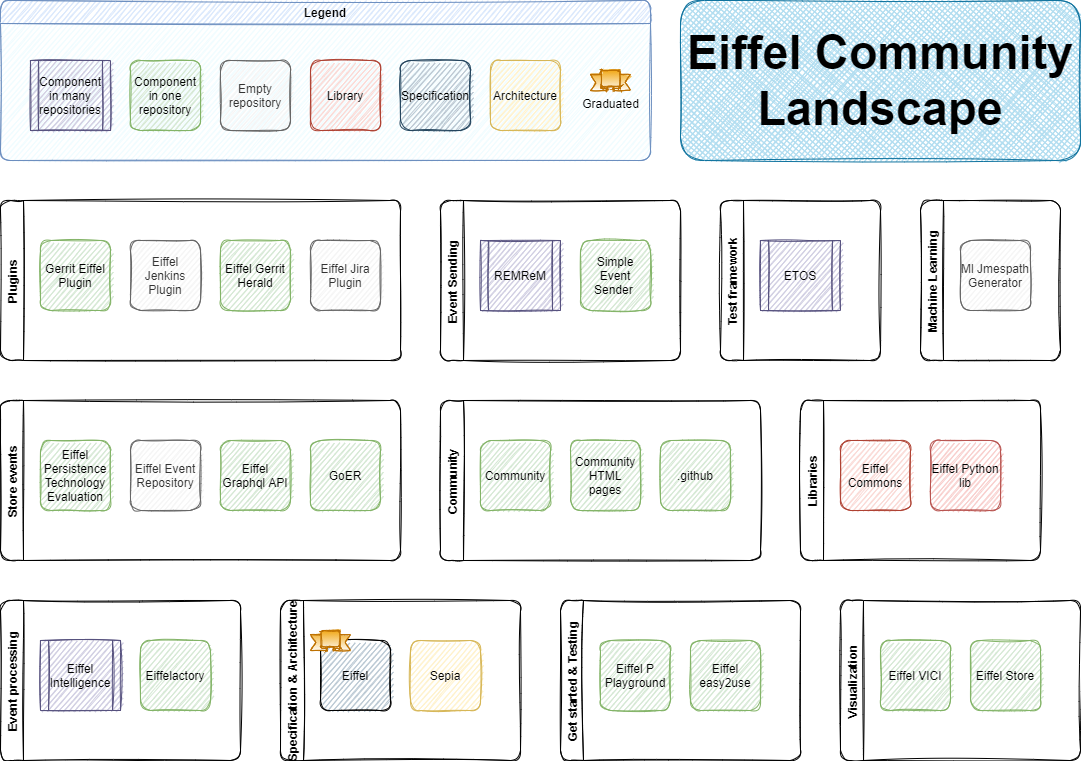 Legend
Component
in many
repositories
Component
in one
repository
Empty
repository
Library
Specification
Architecture
Graduated
Eiffel Community
Landscape
Plugins
Gerrit Eiffel
Plugin
Eiffel
Jenkins
Plugin
Eiffel Gerrit
Herald
Eiffel Jira
Plugin
Event Sending
REMReM
Simple
Event
Sender
Test framework
ETOS
Machine Learning
Ml Jmespath
Generator
Store events
Eiffel
Persistence
Technology
Evaluation
Eiffel Event
Repository
Eiffel
Graphql API
GoER
Community
Community
Community
HTML
pages
.github
Libraries
Eiffel
Commons
Eiffel Python
lib
Event processing
Eiffel
Intelligence
Eiffelactory
Specification & Architecture
Eiffel
Sepia
Get started & Testing
Eiffel P
Playground
Eiffel
easy2use
Visualization
Eiffel VICI
Eiffel Store